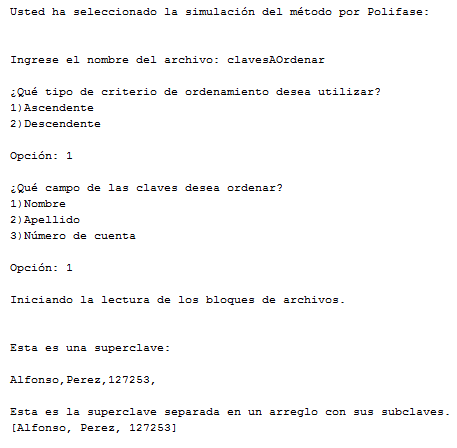 Usted ha seleccionado la simulación del método por Polifase:
Ingrese el nombre del archivo: clavesAOrdenar
¿Qué tipo de criterio de ordenamiento desea utilizar?
1)Ascendente
2)Descendente
Opción: 1
¿Qué campo de las claves desea ordenar?
1)Nombre
2)Apellido
3)Número de cuenta
Opción: 1
Iniciando la lectura de los bloques de archivos.
Esta es una superclave:
Alfonso,Perez,127253,
Esta es la superclave separada en un arreglo con sus subclaves.
[Alfonso, Perez, 127253]